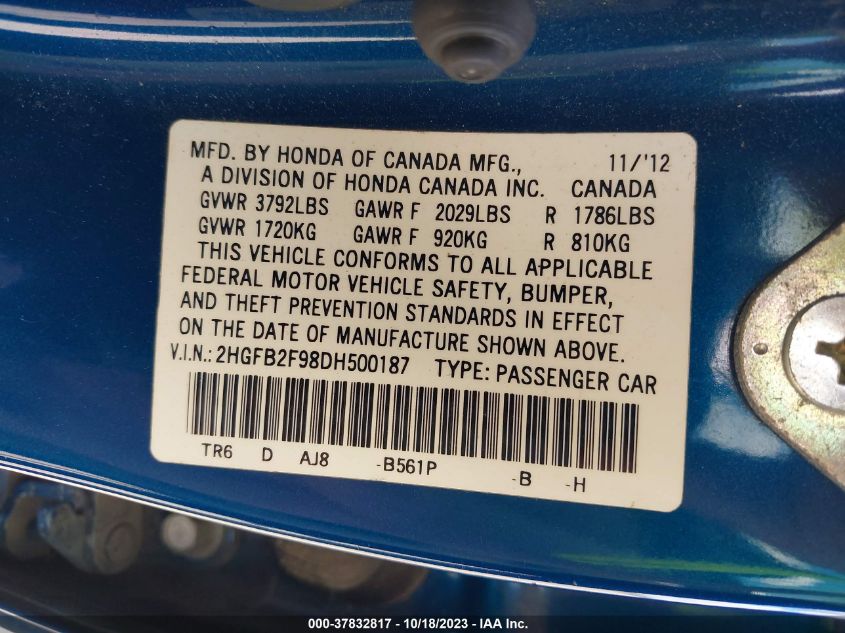 MFD. BY HONDA OF CANADA MFG., 11/'12
A DIVISION OF HONDA CANADA INC. CANADA
GVWR 3792LBS GAWR F 2029LBS R 1786LBS
GVWR 1720KG GAWR F 920KG R 810KG
THIS VEHICLE CONFORMS TO ALL APPLICABLE
FEDERAL MOTOR VEHICLE SAFETY, BUMPER,
AND THEFT PREVENTION STANDARDS IN EFFECT
ON THE DATE OF MANUFACTURE SHOWN ABOVE.
V.I.N.: 2HGFB2F98DH500187 TYPE: PASSENGER CAR
TR6 D AJ8 -B561P -B -H
000-37832817 - 10/18/2023 - IAA Inc.